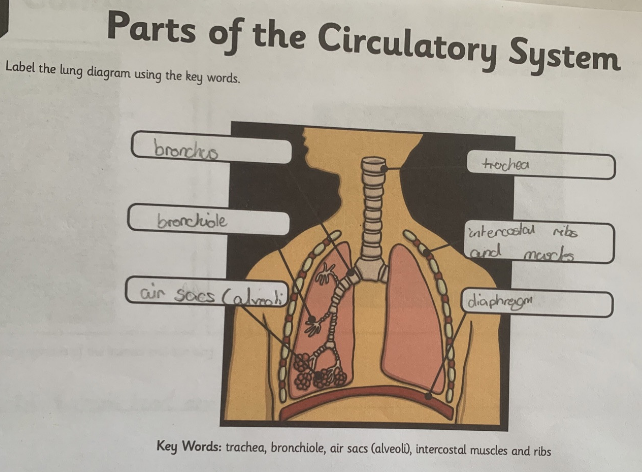 Parts of the Circulatory System
Label the lung diagram using the key words.
bronchus
trachea
bronchiole
intercostal ribs
and muscles
air sacs (alveoli)
diaphragm
Key Words: trachea, bronchiole, air sacs (alveoli), intercostal muscles and ribs